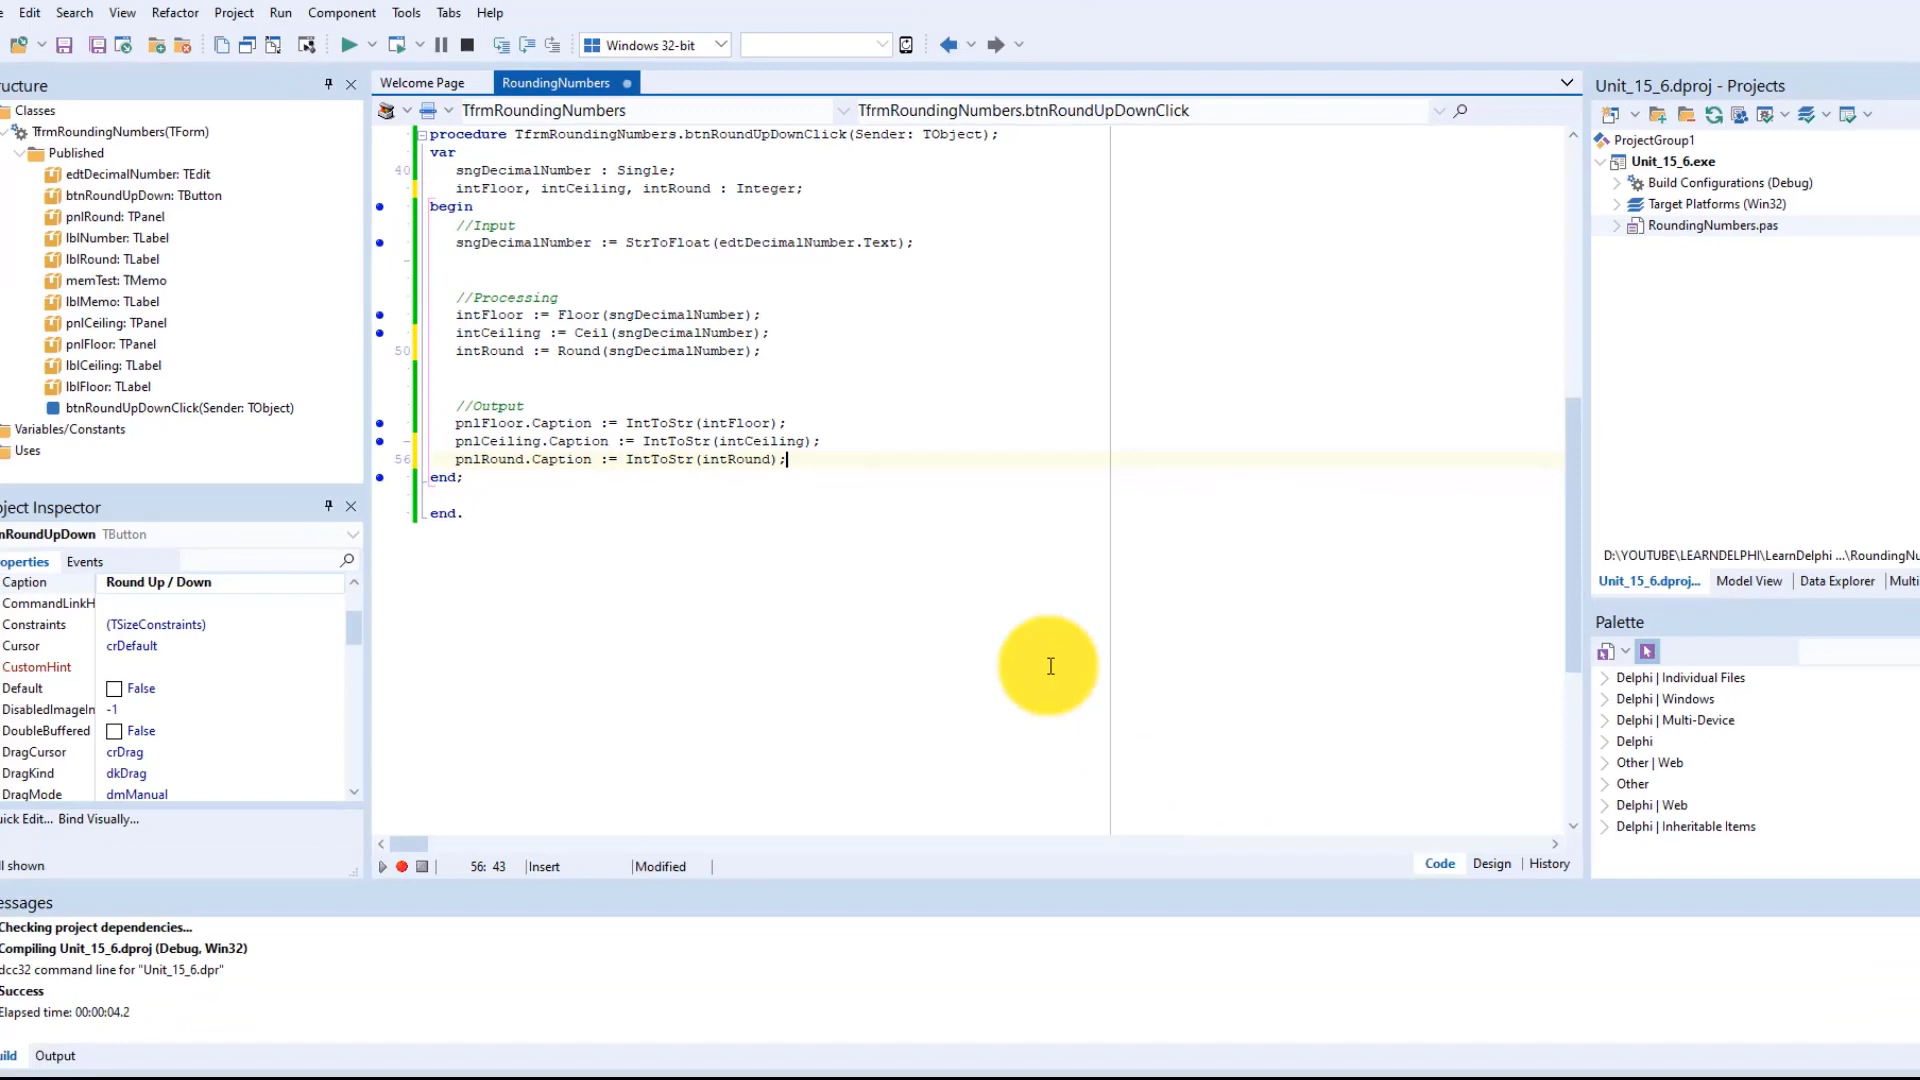 Edit Search View Refactor Project Run Component Tools Tabs Help
Windows 32-bit
ucture
Classes
TfrmRoundingNumbers(TForm)
Published
edtDecimalNumber: TEdit
btnRoundUpDown: TButton
pnlRound: TPanel
lblNumber: TLabel
lblRound: TLabel
memTest: TMemo
lblMemo: TLabel
pnlCeiling: TPanel
pnlFloor: TPanel
lblCeiling: TLabel
lblFloor: TLabel
btnRoundUpDownClick(Sender: TObject)
Variables/Constants
Uses
oject Inspector
nRoundUpDown TButton
operties Events
Caption Round Up / Down
CommandLinkH
Constraints (TSizeConstraints)
Cursor crDefault
CustomHint
Default False
DisabledImageIn -1
DoubleBuffered False
DragCursor crDrag
DragKind dkDrag
DragMode dmManual
uick Edit... Bind Visually...
ll shown
Welcome Page RoundingNumbers
TfrmRoundingNumbers TfrmRoundingNumbers.btnRoundUpDownClick
procedure TfrmRoundingNumbers.btnRoundUpDownClick(Sender: TObject);
var
40 sngDecimalNumber : Single;
intFloor, intCeiling, intRound : Integer;
begin
//Input
sngDecimalNumber := StrToFloat(edtDecimalNumber.Text);
//Processing
intFloor := Floor(sngDecimalNumber);
intCeiling := Ceil(sngDecimalNumber);
50 intRound := Round(sngDecimalNumber);
//Output
pnlFloor.Caption := IntToStr(intFloor);
pnlCeiling.Caption := IntToStr(intCeiling);
56 pnlRound.Caption := IntToStr(intRound);
end;
end.
56: 43 Insert Modified
Code Design History
Unit_15_6.dproj - Projects
ProjectGroup1
Unit_15_6.exe
Build Configurations (Debug)
Target Platforms (Win32)
RoundingNumbers.pas
D:\YOUTUBE\LEARNDELPHI\LearnDelphi ...\RoundingNu
Unit_15_6.dproj... Model View Data Explorer Multi
Palette
Delphi | Individual Files
Delphi | Windows
Delphi | Multi-Device
Delphi
Other | Web
Other
Delphi | Web
Delphi | Inheritable Items
essages
Checking project dependencies...
Compiling Unit_15_6.dproj (Debug, Win32)
dcc32 command line for "Unit_15_6.dpr"
Success
Elapsed time: 00:00:04.2
uild Output